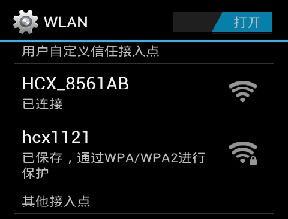 WLAN
打开
用户自定义信任接入点
HCX_8561AB
已连接
hcx1121
已保存，通过WPA/WPA2进行
保护
其他接入点